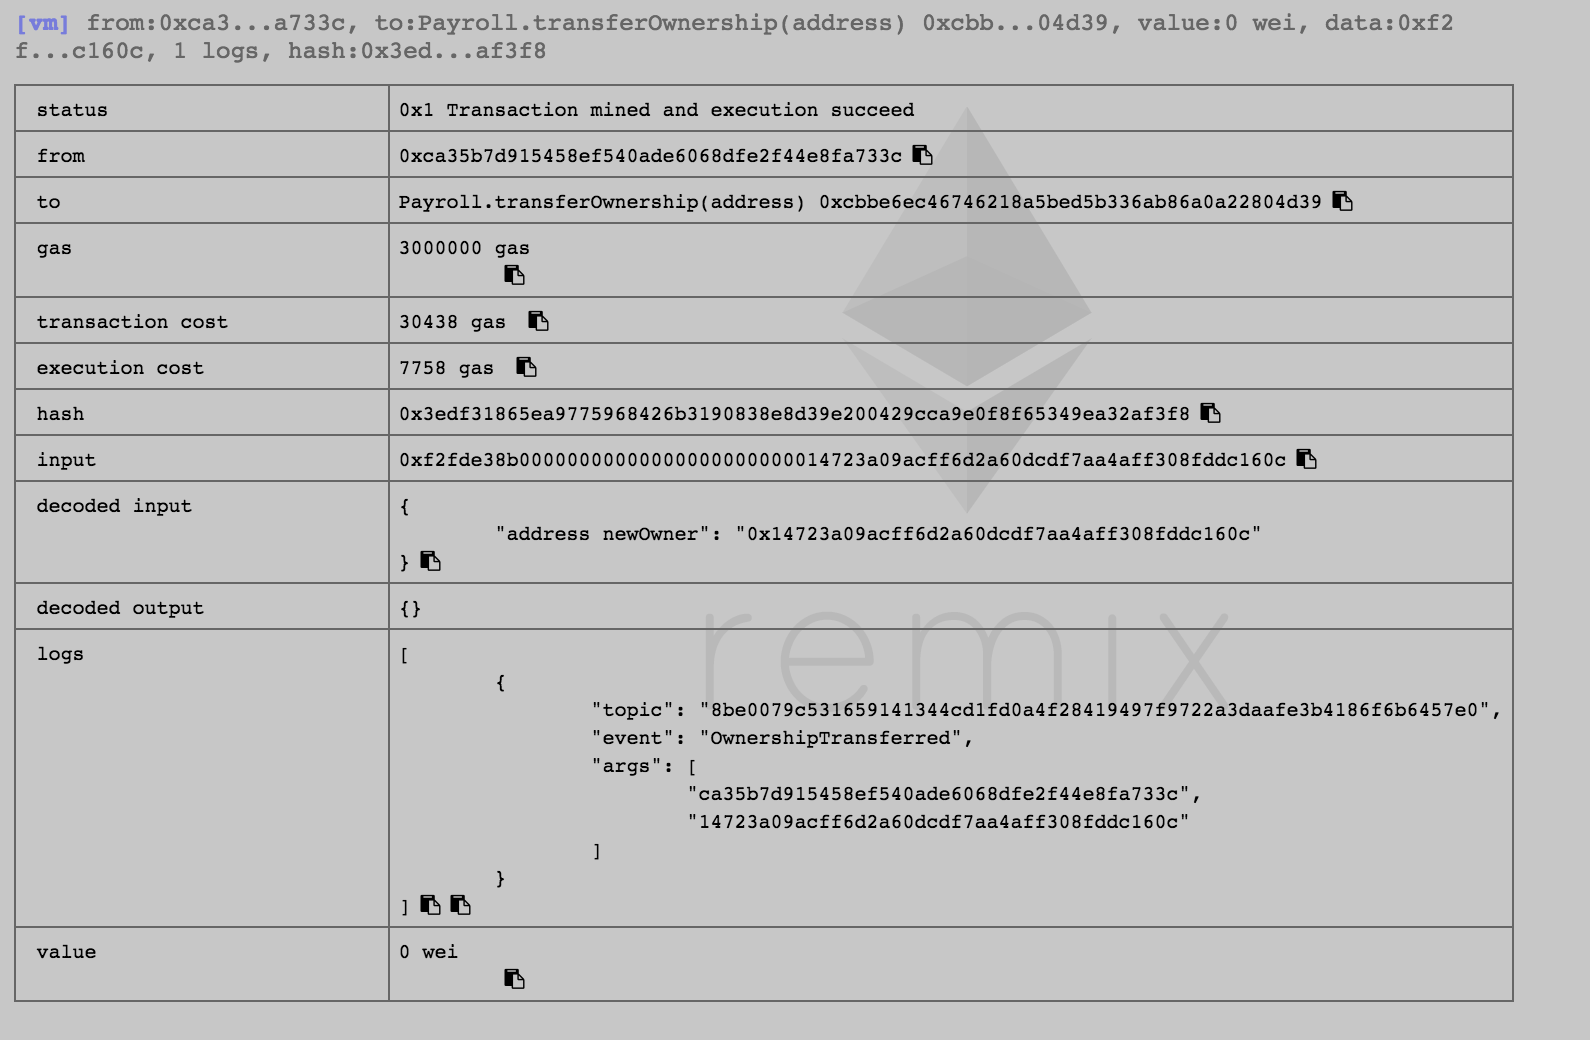 [vm] from:0xca3...a733c, to:Payroll.transferOwnership(address) 0xcbb...04d39, value:0 wei, data:0xf2
f...c160c, 1 logs, hash:0x3ed...af3f8
status 0x1 Transaction mined and execution succeed
from 0xca35b7d915458ef540ade6068dfe2f44e8fa733c
to Payroll.transferOwnership(address) 0xcbbe6ec46746218a5bed5b336ab86a0a22804d39
gas 3000000 gas
transaction cost 30438 gas
execution cost 7758 gas
hash 0x3edf31865ea9775968426b3190838e8d39e200429cca9e0f8f65349ea32af3f8
input 0xf2fde38b00000000000000000000000014723a09acff6d2a60dcdf7aa4aff308fddc160c
decoded input {
"address newOwner": "0x14723a09acff6d2a60dcdf7aa4aff308fddc160c"
}
decoded output {}
remix
logs [
{
"topic": "8be0079c531659141344cd1fd0a4f28419497f9722a3daafe3b4186f6b6457e0",
"event": "OwnershipTransferred",
"args": [
"ca35b7d915458ef540ade6068dfe2f44e8fa733c",
"14723a09acff6d2a60dcdf7aa4aff308fddc160c"
]
}
]
value 0 wei